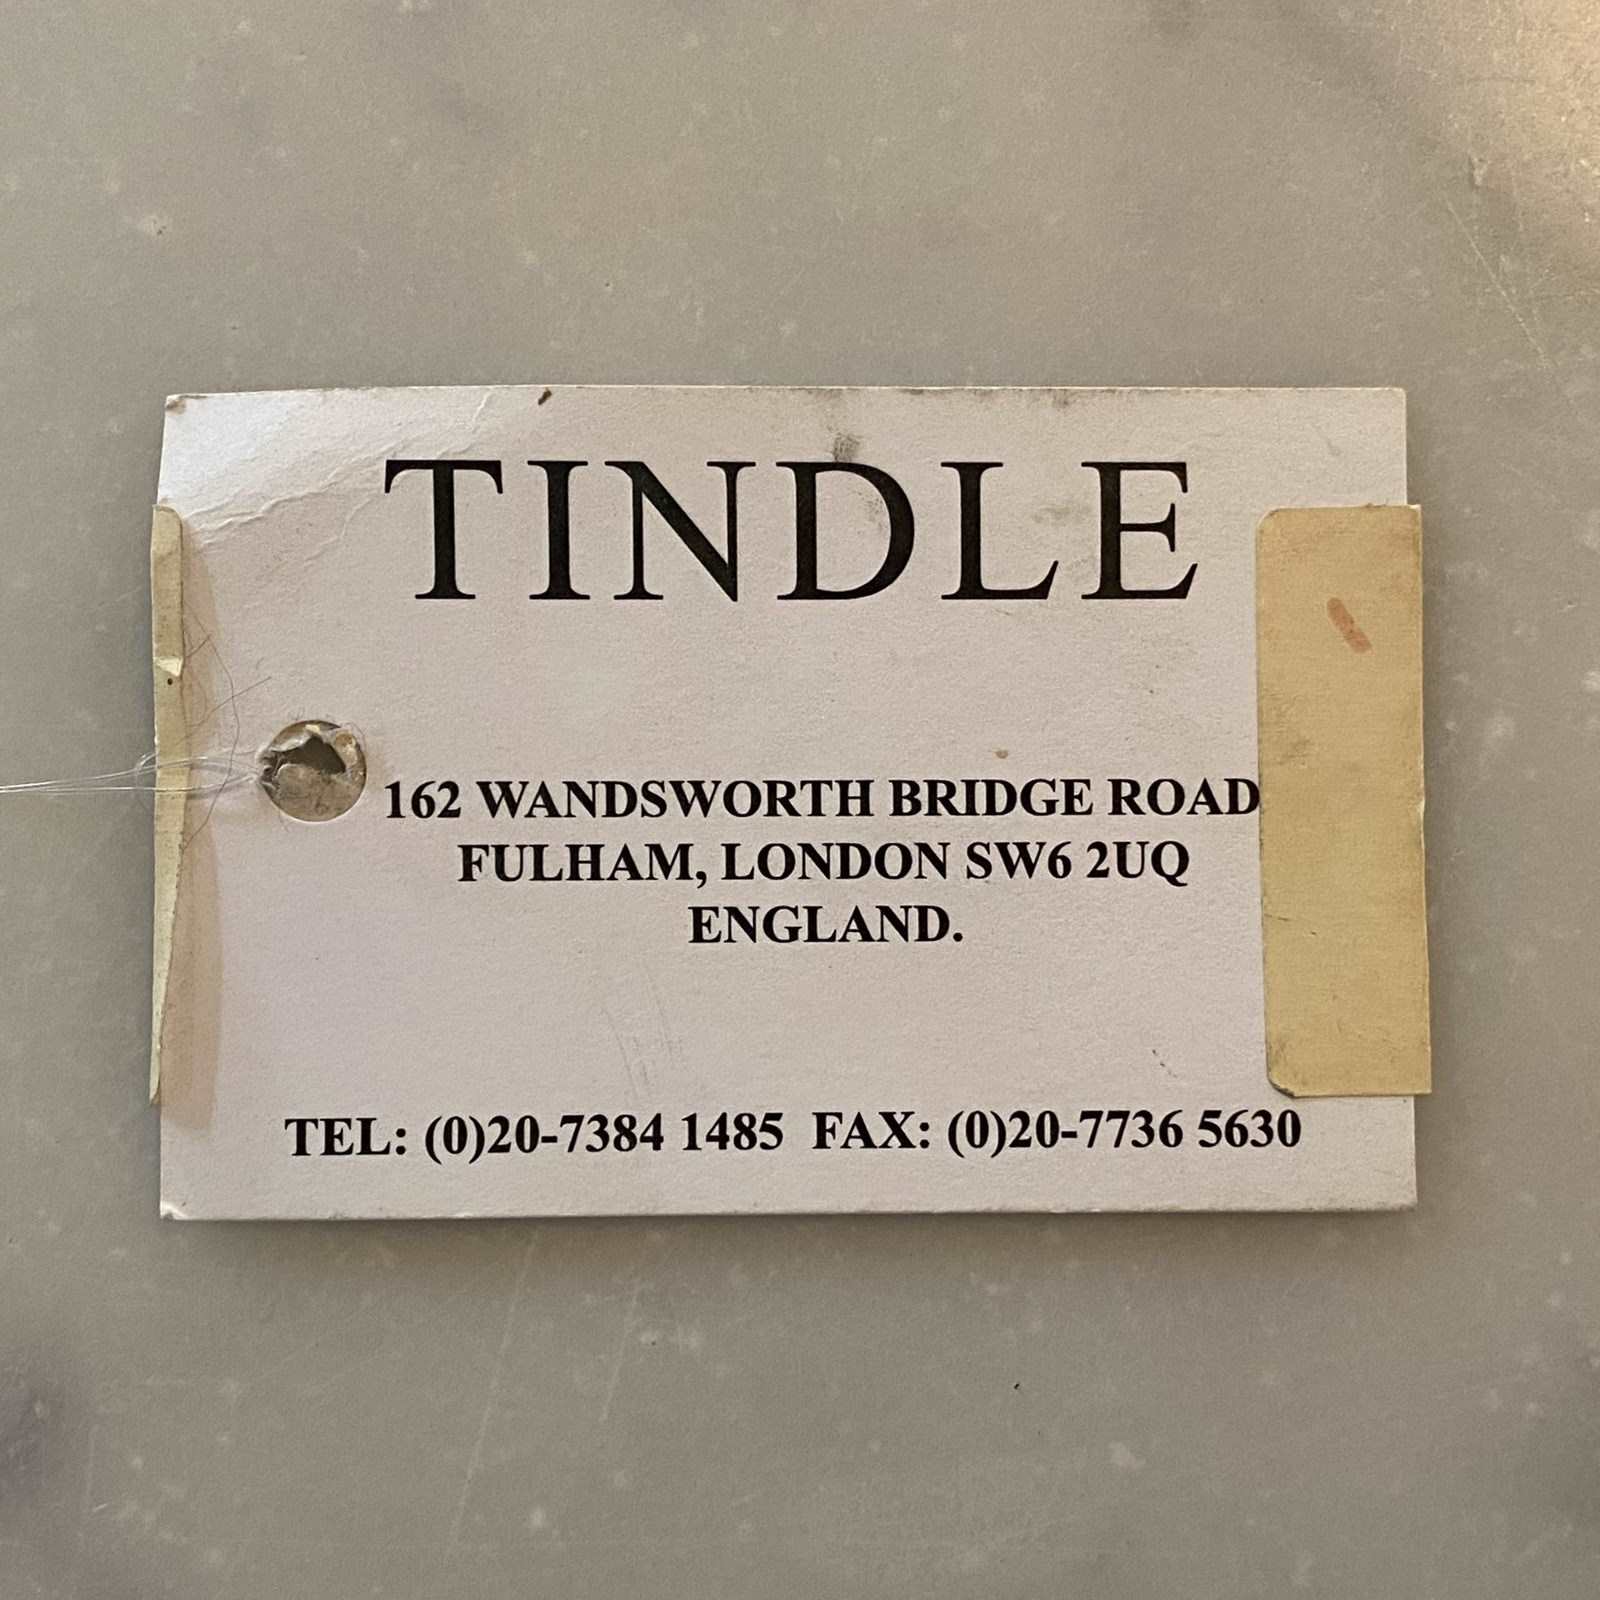 TINDLE
162 WANDSWORTH BRIDGE ROAD
FULHAM, LONDON SW6 2UQ
ENGLAND.
TEL: (0)20-7384 1485 FAX: (0)20-7736 5630